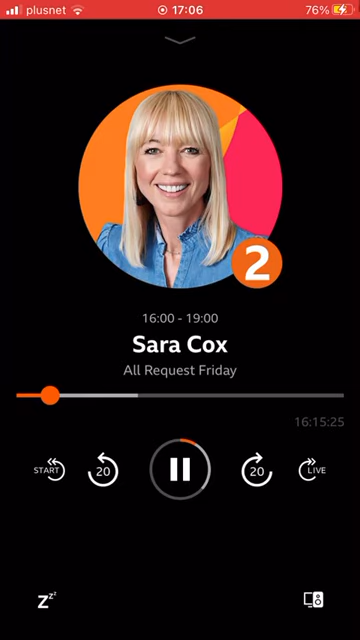 plusnet 17:06 76%
2
16:00 - 19:00
Sara Cox
All Request Friday
16:15:25
START 20 20 LIVE
Zzz